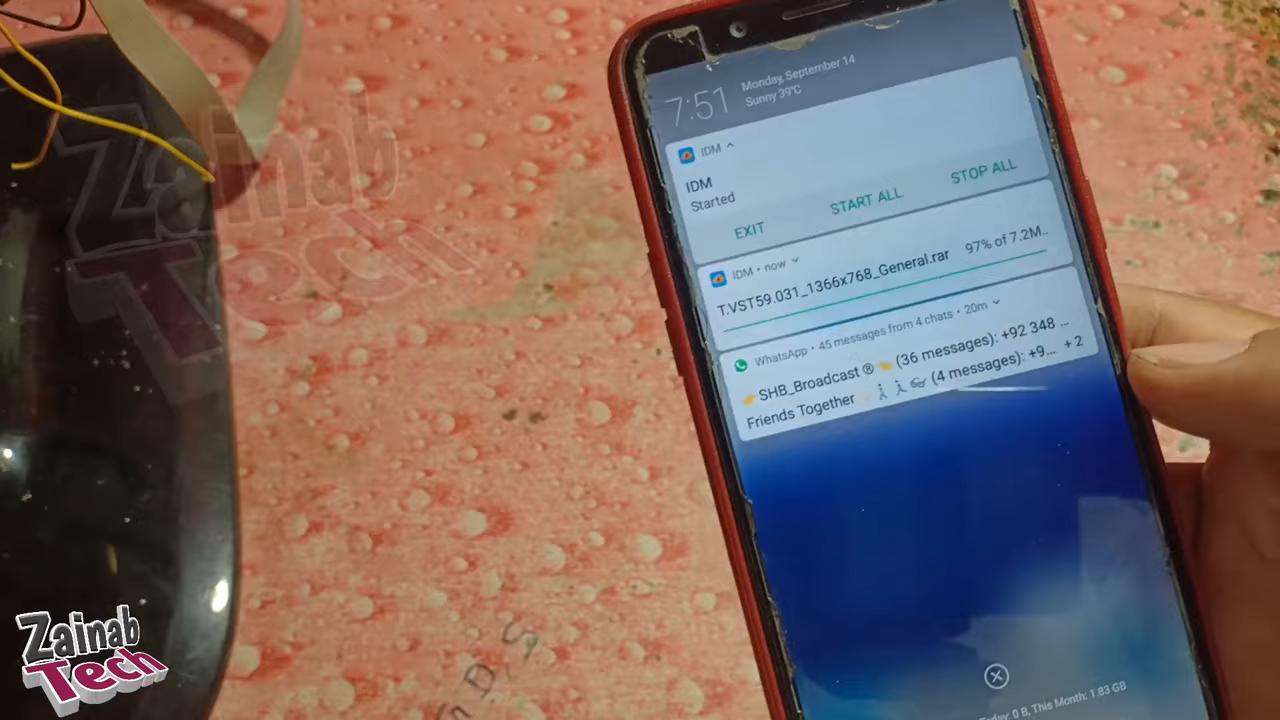 7:51
Monday, September 14
Sunny 39°C
IDM
IDM
Started
EXIT
START ALL
STOP ALL
IDM • now
T.VST59.031_1366x768_General.rar
97% of 7.2M..
WhatsApp • 45 messages from 4 chats • 20m
SHB_Broadcast ® (36 messages): +92 348 ...
Friends Together (4 messages): +9... + 2
Today: 0 B, This Month: 1.83 GB
Zainab
Tech
Zainab
Tech